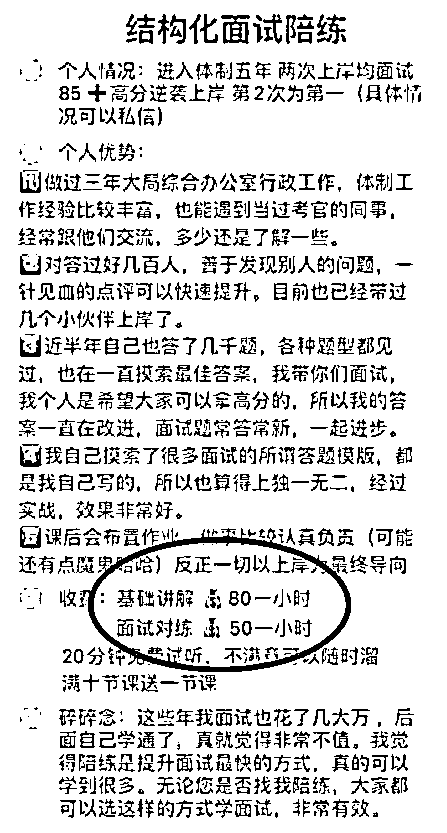 结构化面试陪练
个人情况：进入体制五年 两次上岸均面试
85＋高分逆袭上岸 第2次为第一（具体情
况可以私信）
个人优势：
做过三年大局综合办公室行政工作，体制工
作经验比较丰富，也能遇到当过考官的同事，
经常跟他们交流，多少还是了解一些。
对答过好几百人，善于发现别人的问题，一
针见血的点评可以快速提升。目前也已经带过
几个小伙伴上岸了。
近半年自己也答了几千题，各种题型都见
过，也在一直摸索最佳答案，我带你们面试，
我个人是希望大家可以拿高分的，所以我的答
案一直在改进，面试题常答常新，一起进步。
我自己摸索了很多面试的所谓答题模版，都
是我自己写的，所以也算得上独一无二，经过
实战，效果非常好。
课后会布置作业，做事比较认真负责（可能
还有点魔鬼哈哈）反正一切以上岸为最终导向
收费：基础讲解 💰80一小时
面试对练 💰50一小时
20分钟免费试听，不满意可以随时溜
满十节课送一节课
碎碎念：这些年我面试也花了几大万，后
面自己学通了，真就觉得非常不值。我觉
得陪练是提升面试最快的方式，真的可以
学到很多。无论您是否找我陪练，大家都
可以选这样的方式学面试，非常有效。